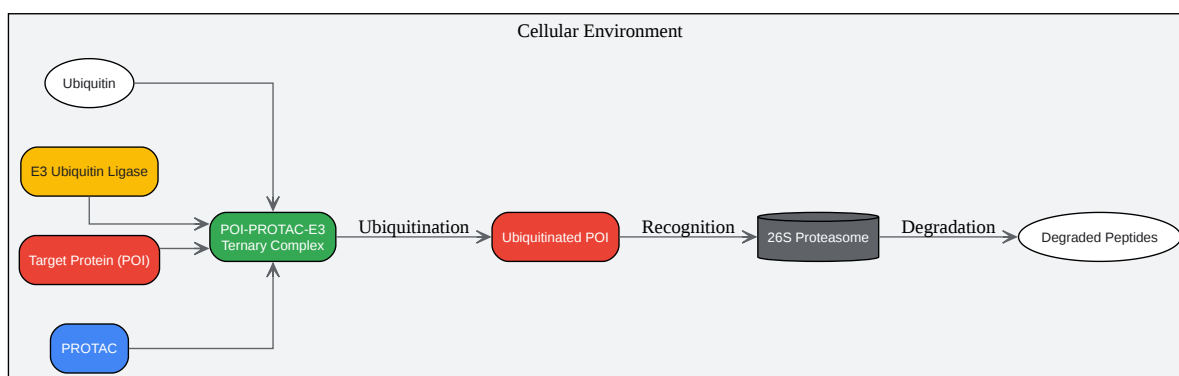 Cellular Environment
Ubiquitin
E3 Ubiquitin Ligase
Target Protein (POI)
PROTAC
POI-PROTAC-E3
Ternary Complex
Ubiquitination
Ubiquitinated POI
Recognition
26S Proteasome
Degradation
Degraded Peptides